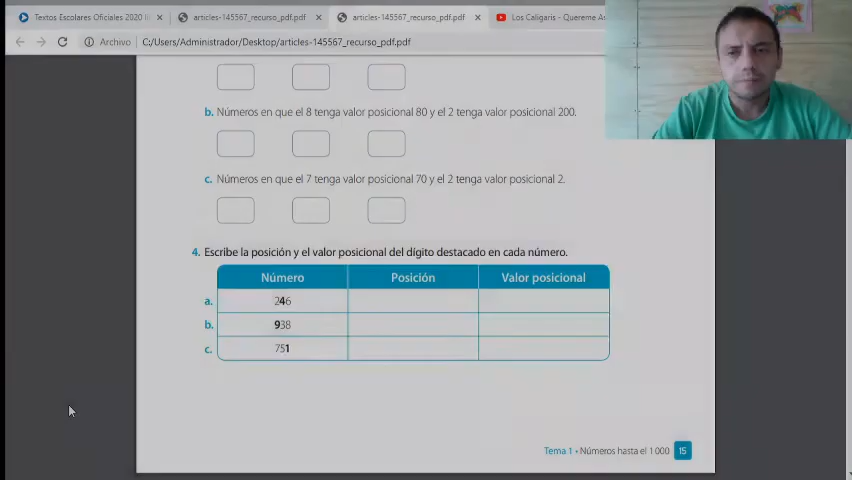 Textos Escolares Oficiales 2020
articles-145567_recurso_pdf.pdf
articles-145567_recurso_pdf.pdf
Los Caligaris - Quereme As
Archivo
C:/Users/Administrador/Desktop/articles-145567_recurso_pdf.pdf
b. Números en que el 8 tenga valor posicional 80 y el 2 tenga valor posicional 200.
c. Números en que el 7 tenga valor posicional 70 y el 2 tenga valor posicional 2.
4. Escribe la posición y el valor posicional del dígito destacado en cada número.
Número Posición Valor posicional
a. 246
b. 938
c. 751
Tema 1 • Números hasta el 1 000 15